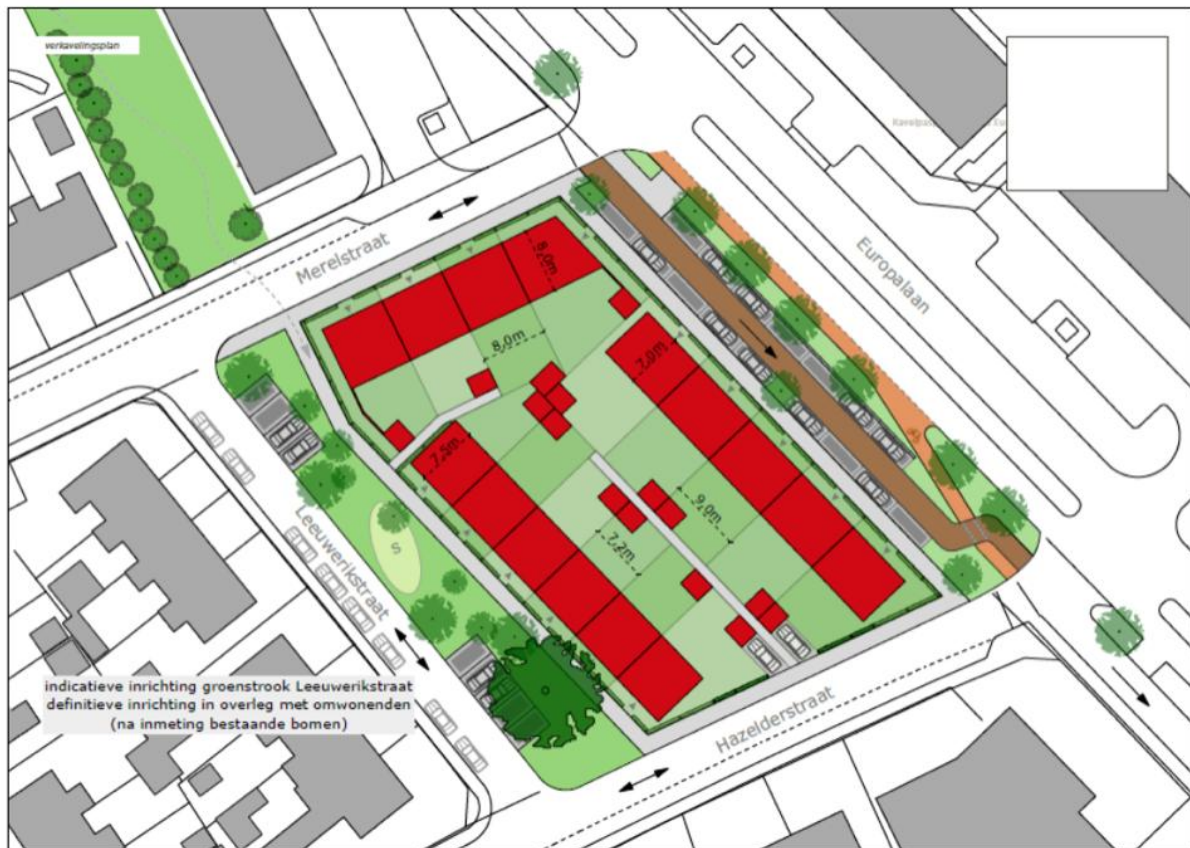 verkavelingsplan
Merelstraat
Europalaan
8.0m
8.0m
7.0m
7.5m
9.0m
7.2m
S
Leeuwerikstraat
indicatieve inrichting groenstrook Leeuwerikstraat
definitieve inrichting in overleg met omwonenden
(na inmeting bestaande bomen)
Hazelderstraat